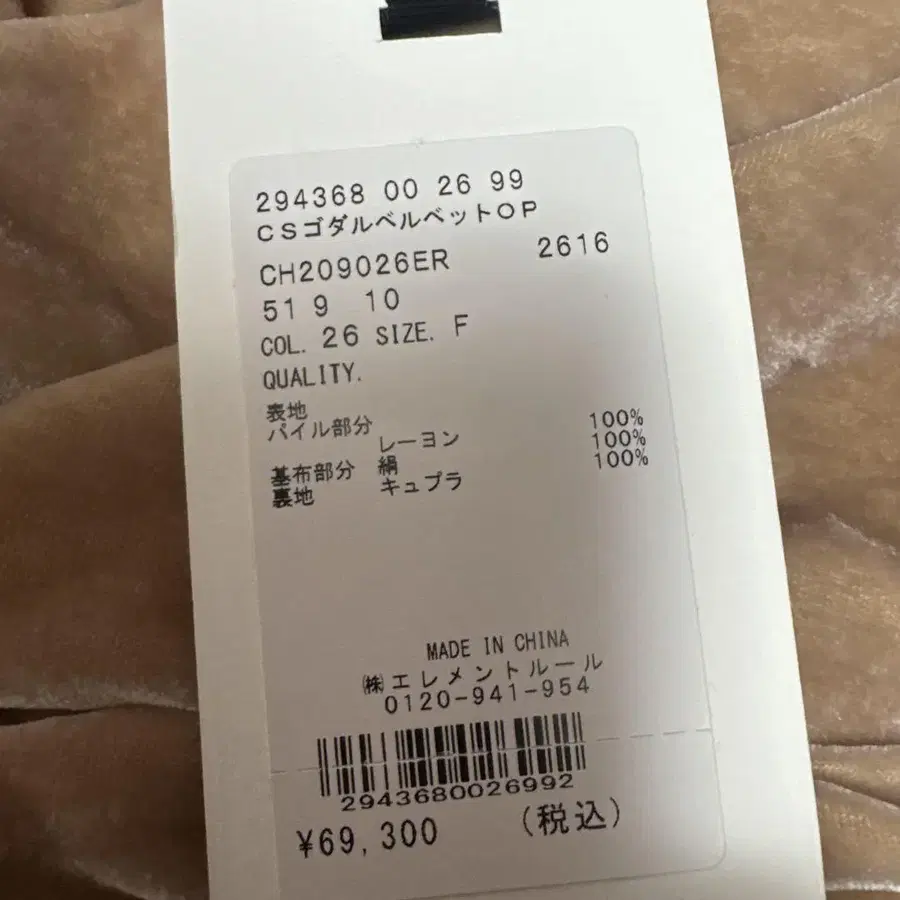 294368 00 26 99
CSゴダルベルベットOP
CH209026ER 2616
51 9 10
COL. 26 SIZE. F
QUALITY.
表地
パイル部分 100%
レーヨン 100%
基布部分 絹 100%
裏地 キュプラ
MADE IN CHINA
㈱エレメントルール
0120-941-954
2943680026992
¥69,300 (税込)